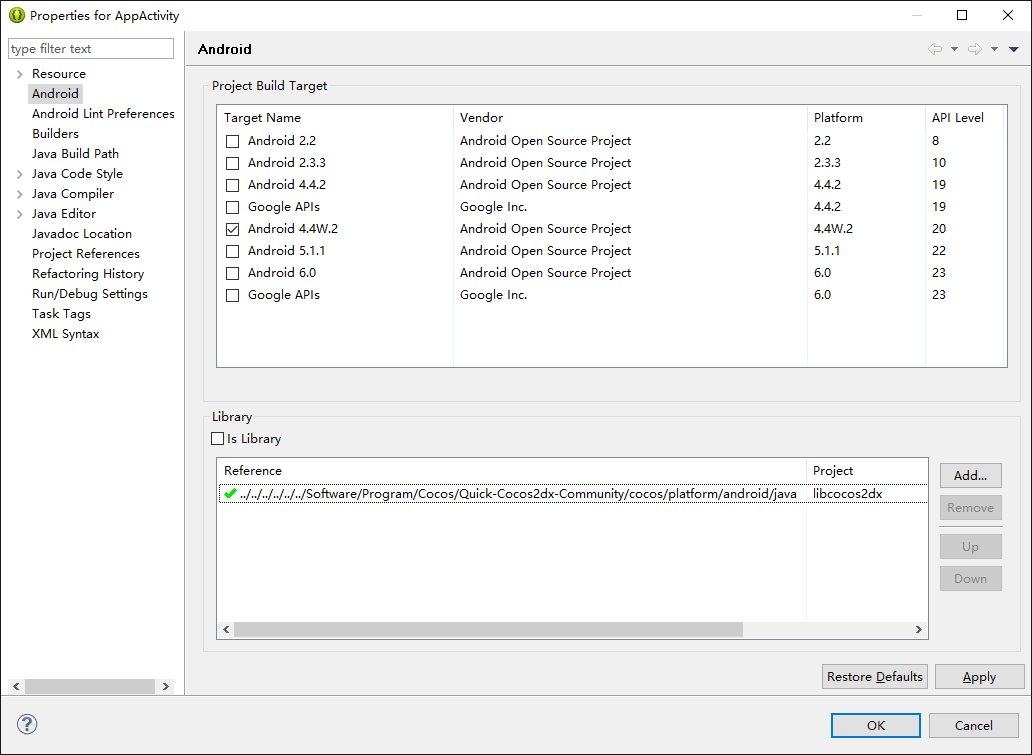 Properties for AppActivity
type filter text
Resource
Android
Android Lint Preferences
Builders
Java Build Path
Java Code Style
Java Compiler
Java Editor
Javadoc Location
Project References
Refactoring History
Run/Debug Settings
Task Tags
XML Syntax
Android
Project Build Target
Target Name Vendor Platform API Level
Android 2.2 Android Open Source Project 2.2 8
Android 2.3.3 Android Open Source Project 2.3.3 10
Android 4.4.2 Android Open Source Project 4.4.2 19
Google APIs Google Inc. 4.4.2 19
Android 4.4W.2 Android Open Source Project 4.4W.2 20
Android 5.1.1 Android Open Source Project 5.1.1 22
Android 6.0 Android Open Source Project 6.0 23
Google APIs Google Inc. 6.0 23
Library
Is Library
Reference Project
../../../../../../Software/Program/Cocos/Quick-Cocos2dx-Community/cocos/platform/android/java libcocos2dx
Add...
Remove
Up
Down
Restore Defaults Apply
OK Cancel